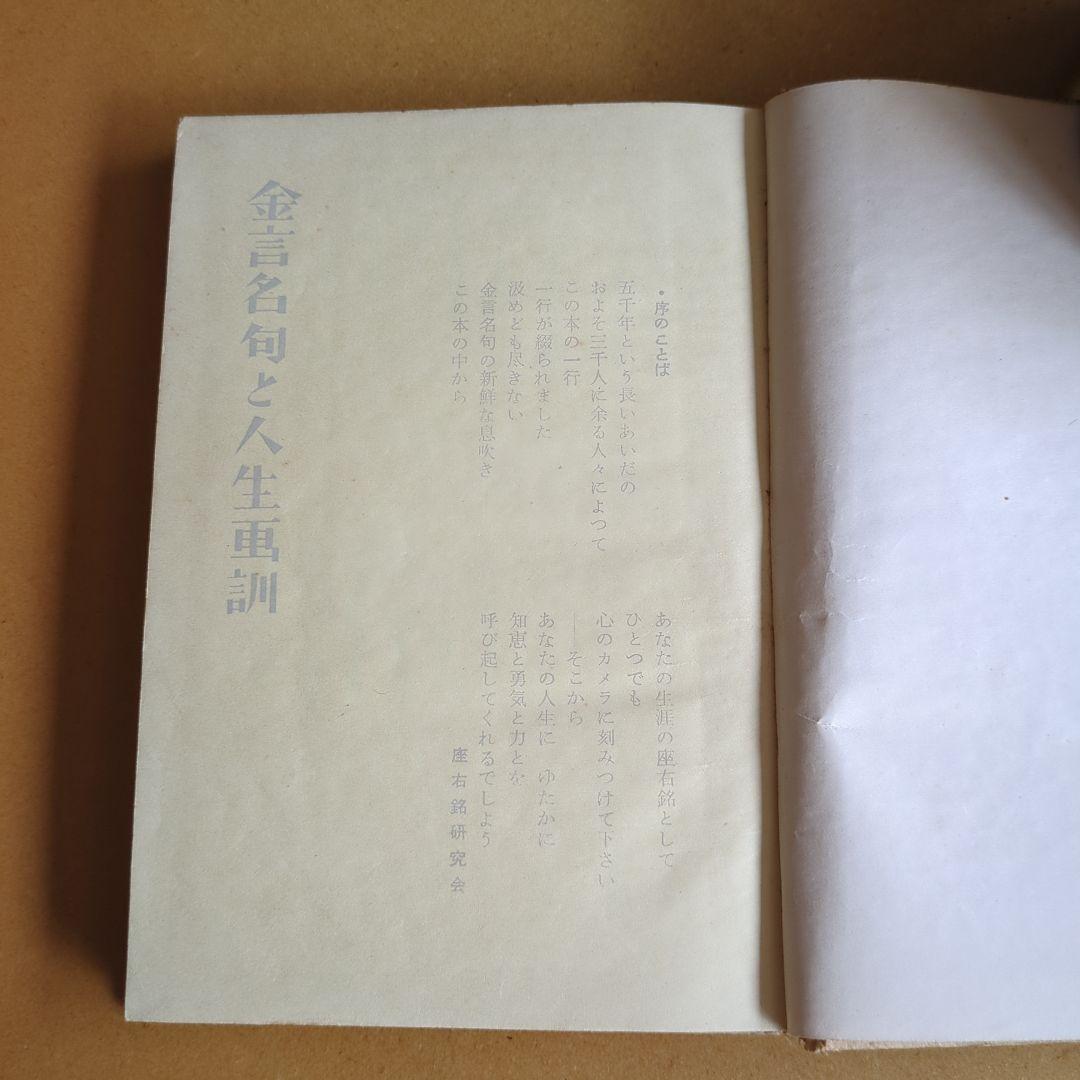 ・序のことば
五千年という長いあいだの
およそ三千人に余る人々によつて
この本の一行
一行が綴られました
汲めども尽きない
金言名句の新鮮な息吹き
この本の中から
あなたの生涯の座右銘として
ひとつでも
心のカメラに刻みつけて下さい
――そこから
あなたの人生に　ゆたかに
知恵と勇気と力とを
呼び起してくれるでしよう
座右銘研究会
金言名句と人生画訓